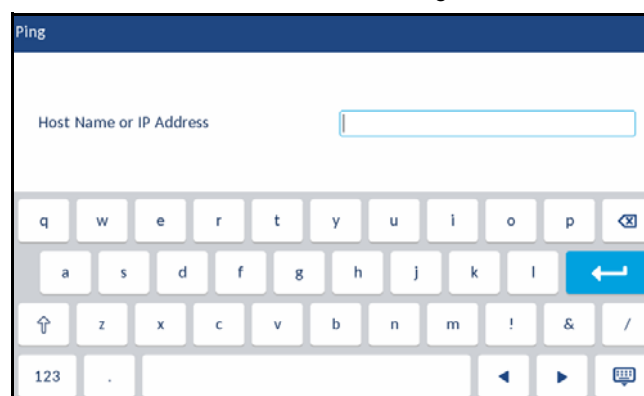 Ping
Host Name or IP Address
q w e r t y u i o p
a s d f g h j k l
z x c v b n m ! & /
123 .